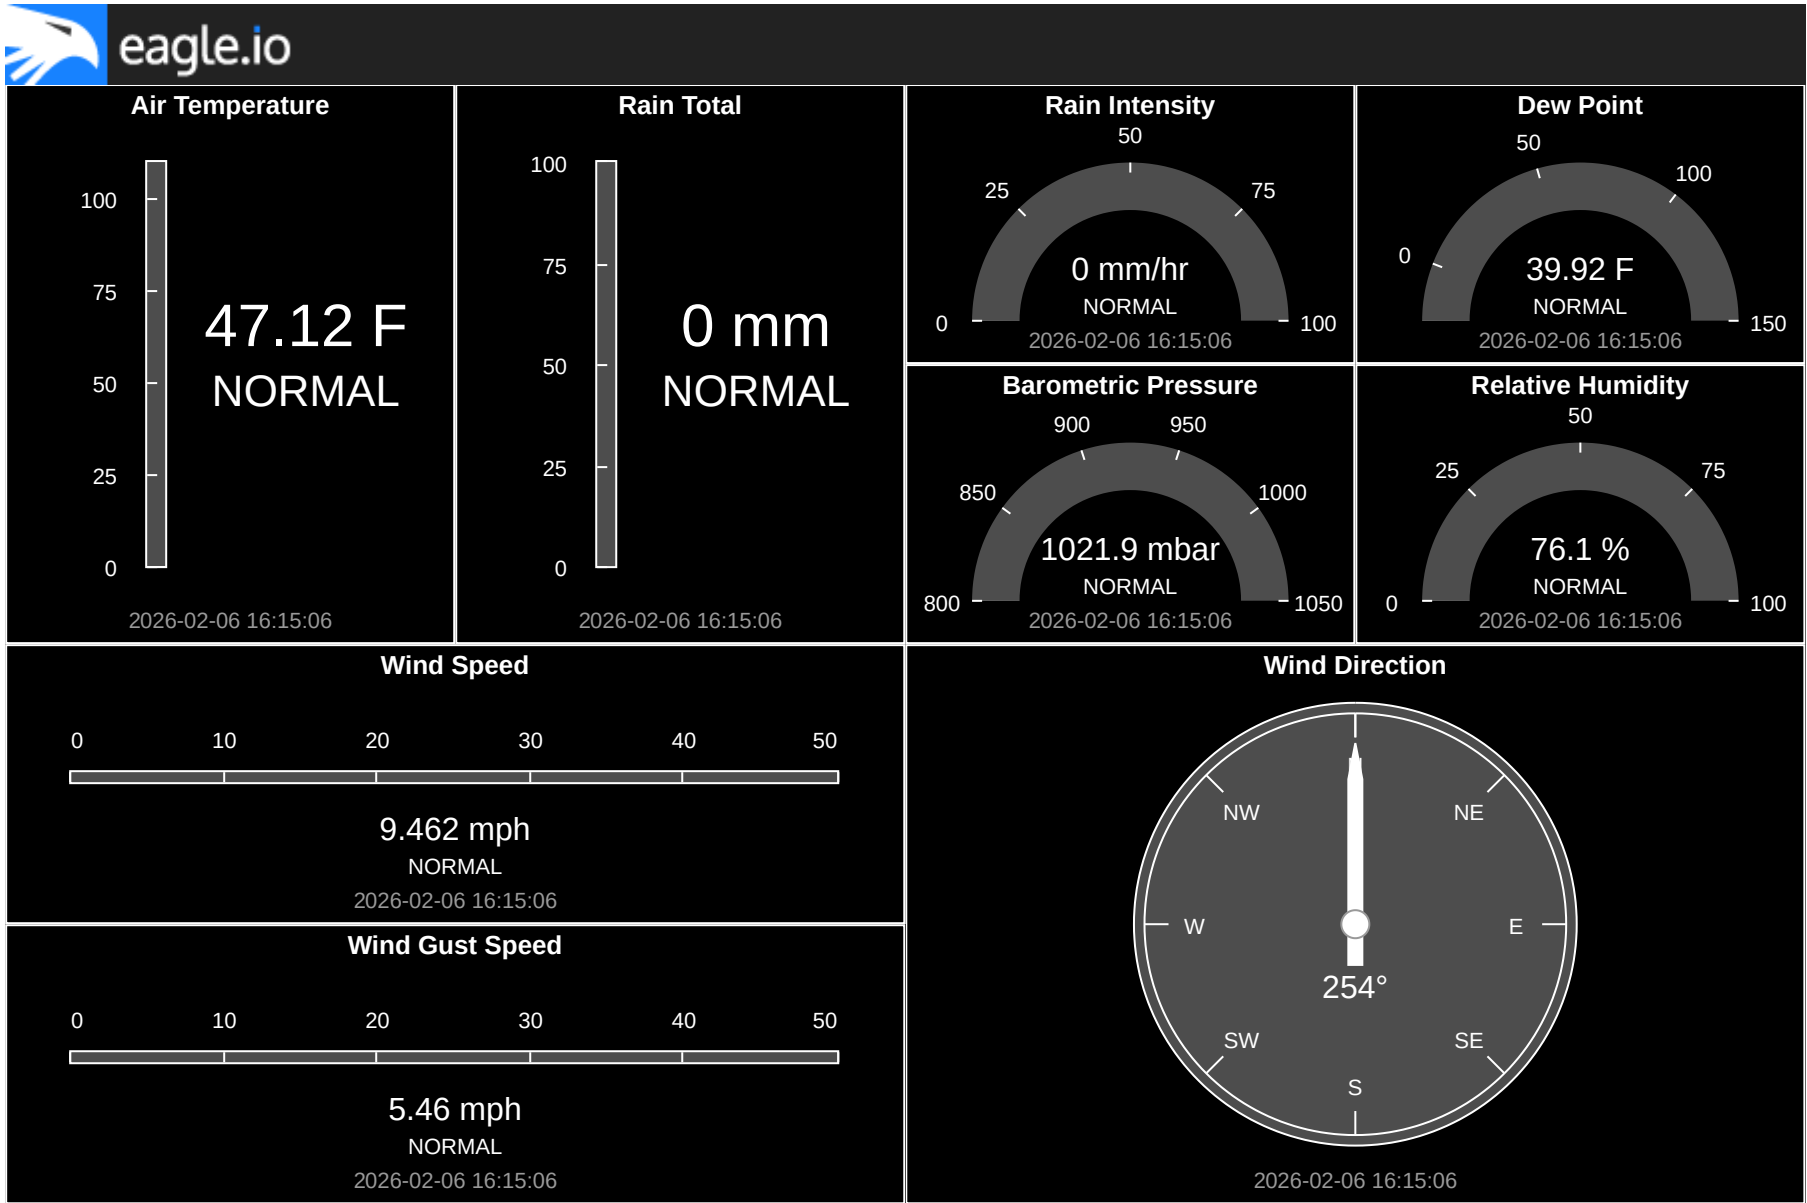 eagle.io
Air Temperature
100
75
50
25
0
47.12 F
NORMAL
2026-02-06 16:15:06
Rain Total
100
75
50
25
0
0 mm
NORMAL
2026-02-06 16:15:06
Rain Intensity
0
25
50
75
100
0 mm/hr
NORMAL
2026-02-06 16:15:06
Dew Point
0
50
100
150
39.92 F
NORMAL
2026-02-06 16:15:06
Barometric Pressure
800
850
900
950
1000
1050
1021.9 mbar
NORMAL
2026-02-06 16:15:06
Relative Humidity
0
25
50
75
100
76.1 %
NORMAL
2026-02-06 16:15:06
Wind Speed
0 10 20 30 40 50
9.462 mph
NORMAL
2026-02-06 16:15:06
Wind Gust Speed
0 10 20 30 40 50
5.46 mph
NORMAL
2026-02-06 16:15:06
Wind Direction
NW NE
W E
254°
SW SE
S
2026-02-06 16:15:06